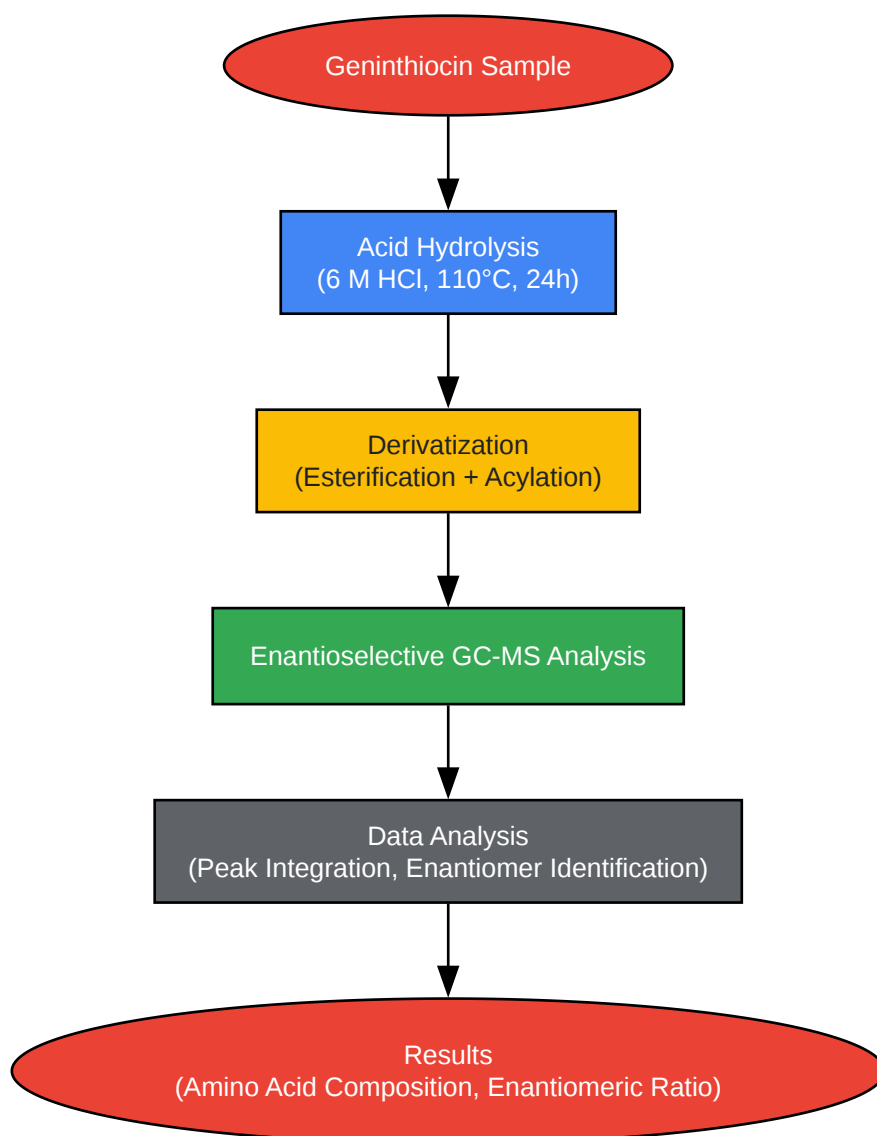 Geninthiocin Sample
Acid Hydrolysis
(6 M HCl, 110°C, 24h)
Derivatization
(Esterification + Acylation)
Enantioselective GC-MS Analysis
Data Analysis
(Peak Integration, Enantiomer Identification)
Results
(Amino Acid Composition, Enantiomeric Ratio)